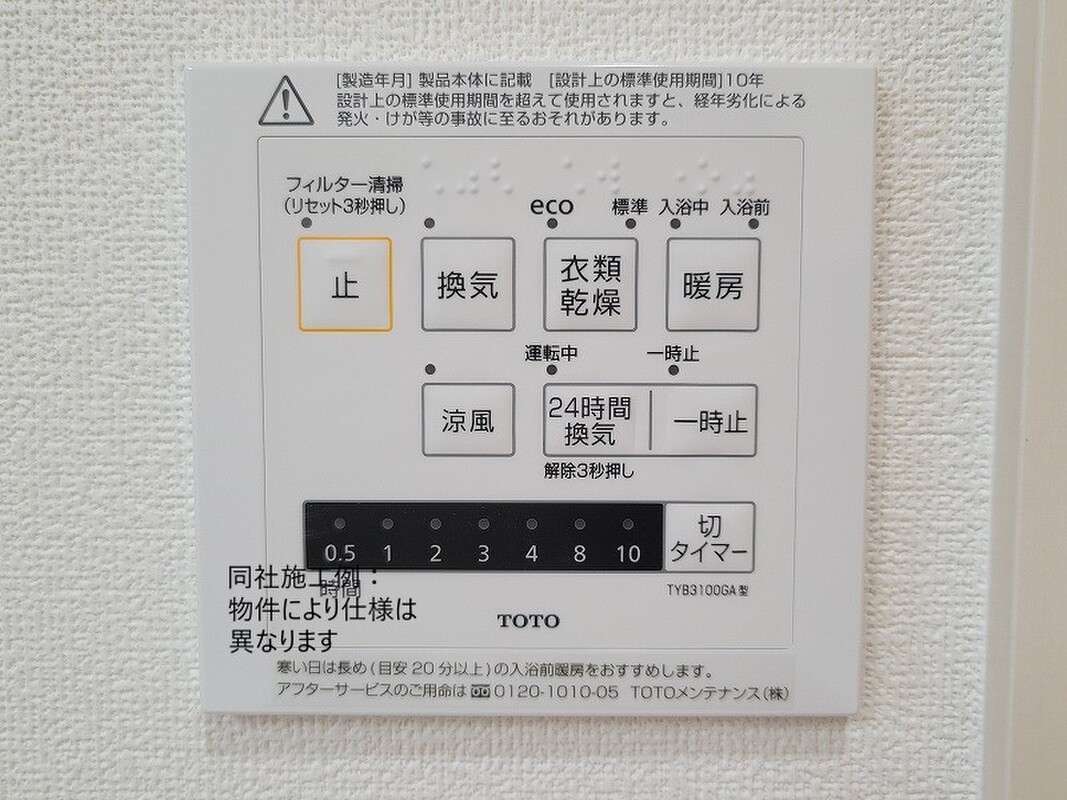 [製造年月] 製品本体に記載 [設計上の標準使用期間]10年
設計上の標準使用期間を超えて使用されますと、経年劣化による
発火・けが等の事故に至るおそれがあります。
フィルター清掃
(リセット3秒押し)
eco 標準 入浴中 入浴前
止 換気 衣類乾燥 暖房
運転中 一時止
涼風 24時間換気 一時止
解除3秒押し
0.5 1 2 3 4 8 10 切タイマー
時間
TYB3100GA型
同社施工例：
物件により仕様は
異なります
TOTO
寒い日は長め(目安20分以上)の入浴前暖房をおすすめします。
アフターサービスのご用命は 0120-1010-05 TOTOメンテナンス(株)